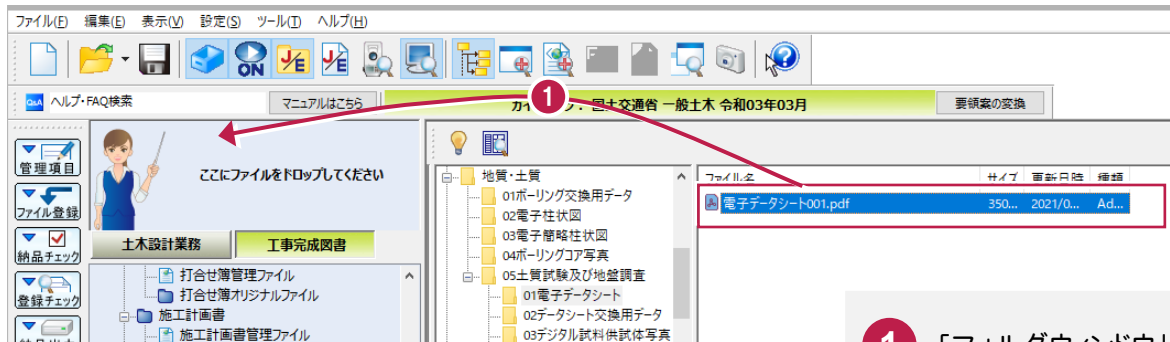 ファイル(F) 編集(E) 表示(V) 設定(S) ツール(T) ヘルプ(H)
ON J/E J/E
Q&A ヘルプ・FAQ検索 マニュアルはこちら 国土交通省 一般土木 令和03年03月 要領案の変換
1
管理項目
ファイル登録
納品チェック
登録チェック
ここにファイルをドロップしてください
土木設計業務 工事完成図書
打合せ簿管理ファイル
打合せ簿オリジナルファイル
施工計画書
施工計画書管理ファイル
地質・土質
01ボーリング交換用データ
02電子柱状図
03電子簡略柱状図
04ボーリングコア写真
05土質試験及び地盤調査
01電子データシート
02データシート交換用データ
03デジタル試料供試体写真
ファイル名 サイズ 更新日時 種類
電子データシート001.pdf 350... 2021/0... Ad...
1 「フォルダウィンドウ」